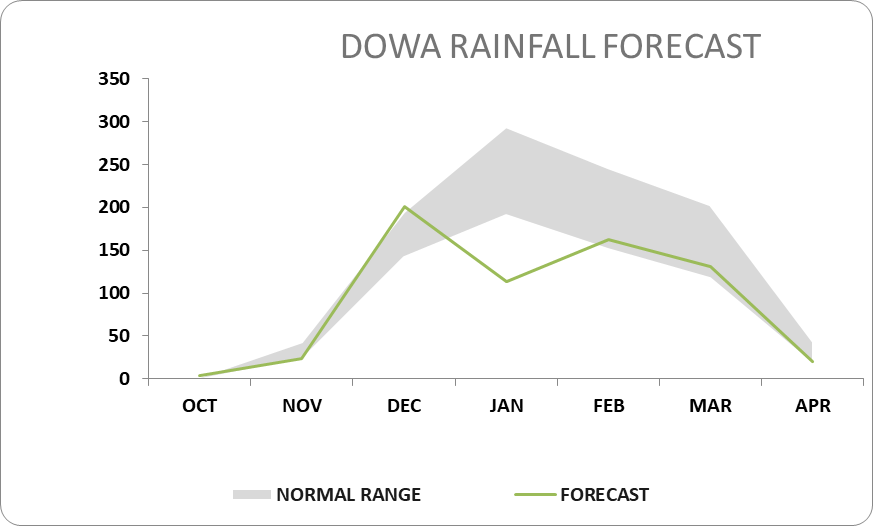 DOWA RAINFALL FORECAST
350
300
250
200
150
100
50
0
OCT NOV DEC JAN FEB MAR APR
NORMAL RANGE FORECAST